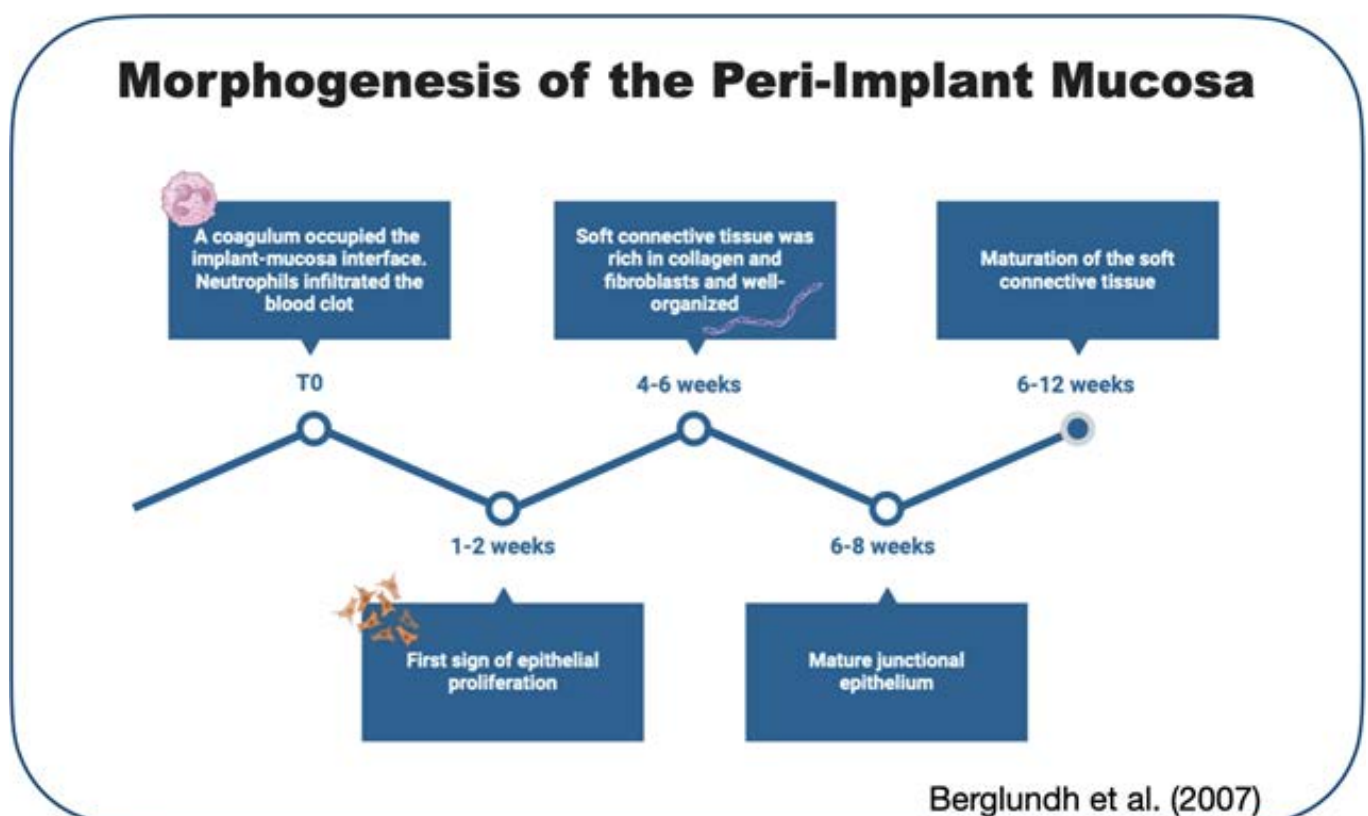 Morphogenesis of the Peri-Implant Mucosa
A coagulum occupied the
implant-mucosa interface.
Neutrophils infiltrated the
blood clot
Soft connective tissue was
rich in collagen and
fibroblasts and well-
organized
Maturation of the soft
connective tissue
T0
4-6 weeks
6-12 weeks
1-2 weeks
6-8 weeks
First sign of epithelial
proliferation
Mature junctional
epithelium
Berglundh et al. (2007)